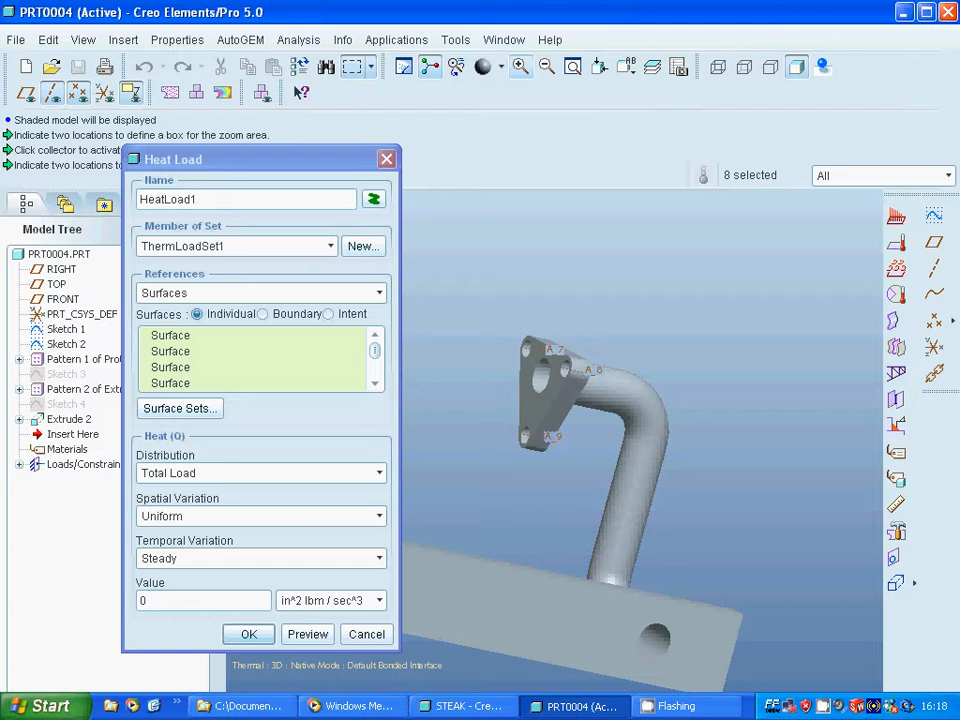 PRT0004 (Active) - Creo Elements/Pro 5.0
File Edit View Insert Properties AutoGEM Analysis Info Applications Tools Window Help
Shaded model will be displayed
Indicate two locations to define a box for the zoom area.
Click collector to activat
Indicate two locations to
8 selected
All
Heat Load
Name
HeatLoad1
Member of Set
ThermLoadSet1
New...
References
Surfaces
Surfaces : Individual Boundary Intent
Surface
Surface
Surface
Surface
Surface Sets...
Heat (Q)
Distribution
Total Load
Spatial Variation
Uniform
Temporal Variation
Steady
Value
0
in^2 lbm / sec^3
OK Preview Cancel
Model Tree
PRT0004.PRT
RIGHT
TOP
FRONT
PRT_CSYS_DEF
Sketch 1
Sketch 2
Pattern 1 of Pro
Sketch 3
Pattern 2 of Ext
Sketch 4
Extrude 2
Insert Here
Materials
Loads/Constrain
A_7
A_8
A_9
Thermal : 3D : Native Mode : Default Bonded Interface
Start
C:\Documen...
Windows Me...
STEAK - Cre...
PRT0004 (Ac...
Flashing
16:18